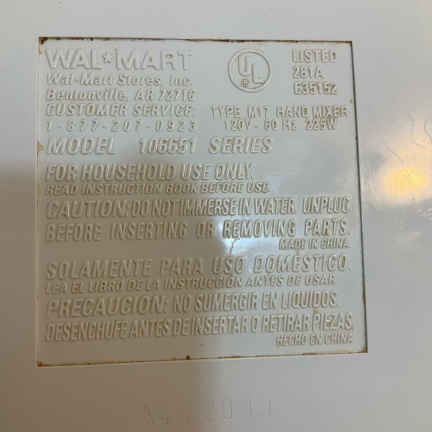 WAL★MART
Wal-Mart Stores, Inc.
Bentonville, AR 72716
CUSTOMER SERVICE:
1-877-207-0923
UL
LISTED
281A
E35152
TYPE M17 HAND MIXER
120V - 60 Hz 225W
MODEL 106651 SERIES
FOR HOUSEHOLD USE ONLY.
READ INSTRUCTION BOOK BEFORE USE.
CAUTION: DO NOT IMMERSE IN WATER. UNPLUG
BEFORE INSERTING OR REMOVING PARTS.
MADE IN CHINA
SOLAMENTE PARA USO DOMÉSTICO.
LEA EL LIBRO DE LA INSTRUCCIÓN ANTES DE USAR.
PRECAUCION: NO SUMERGIR EN LIQUIDOS.
DESENCHUFE ANTES DE INSERTAR O RETIRAR PIEZAS.
HECHO EN CHINA